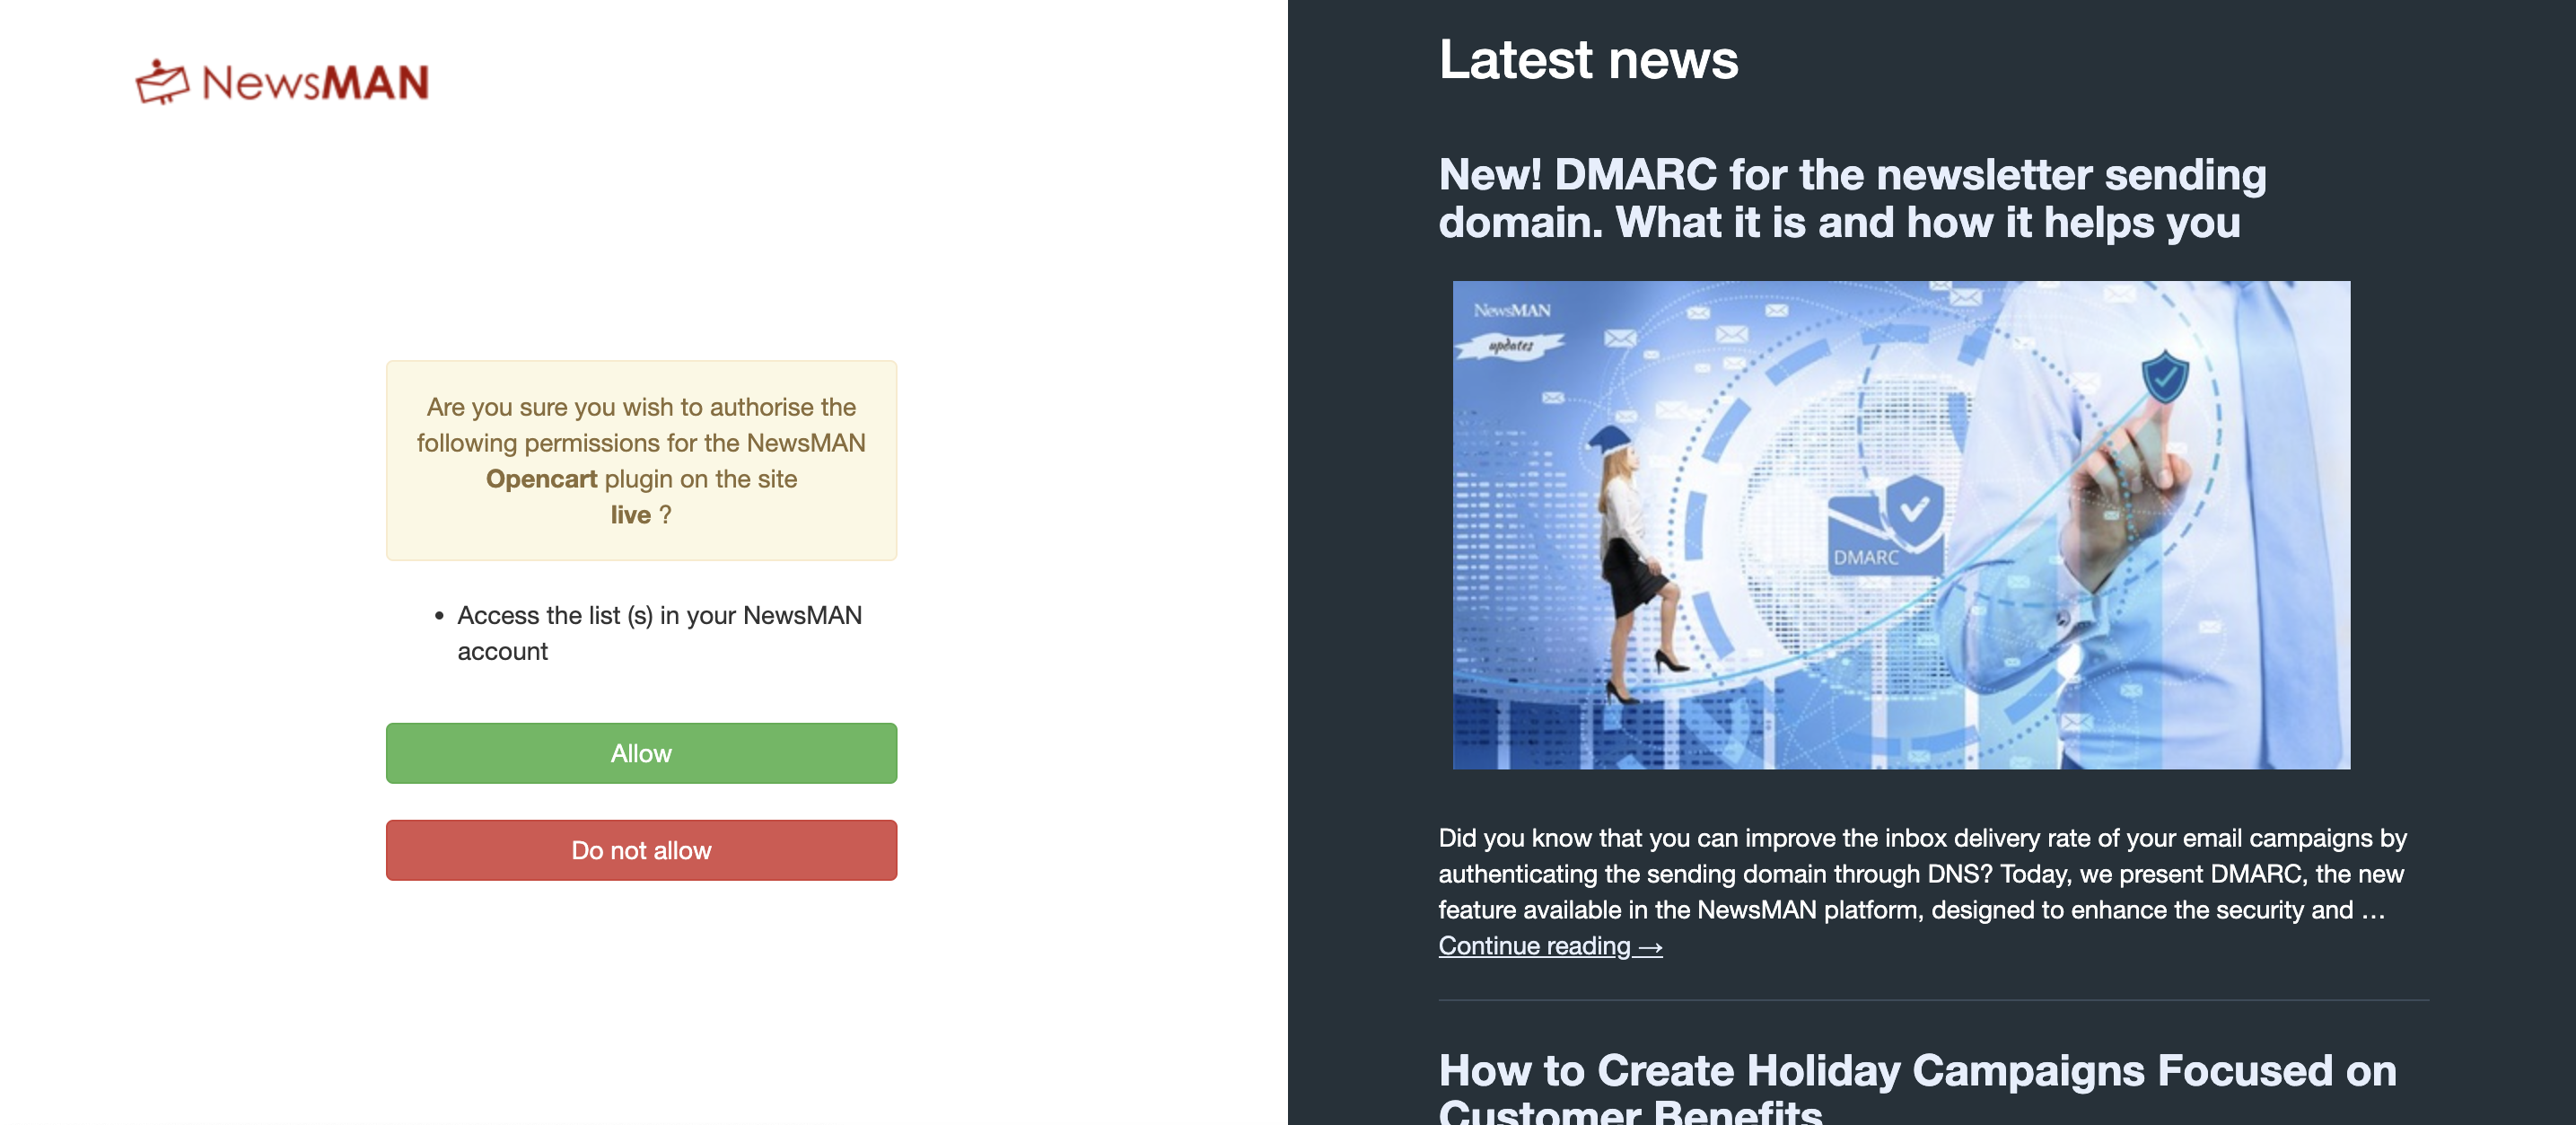 NewsMAN
Are you sure you wish to authorise the
following permissions for the NewsMAN
Opencart plugin on the site
live ?
• Access the list (s) in your NewsMAN
account
Allow
Do not allow
Latest news
New! DMARC for the newsletter sending
domain. What it is and how it helps you
NewsMAN
updates
DMARC
Did you know that you can improve the inbox delivery rate of your email campaigns by
authenticating the sending domain through DNS? Today, we present DMARC, the new
feature available in the NewsMAN platform, designed to enhance the security and …
Continue reading →
How to Create Holiday Campaigns Focused on
Customer Benefits